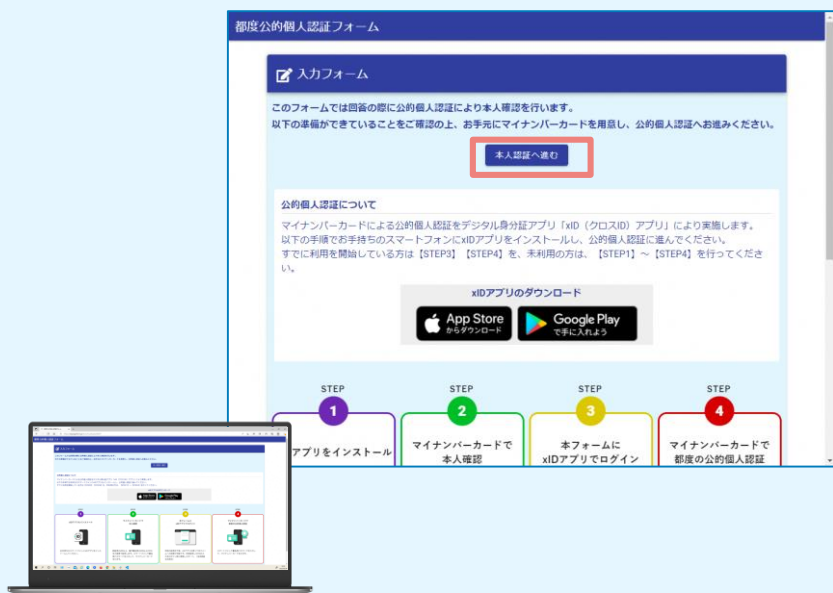 都度公的個人認証フォーム
入力フォーム
このフォームでは回答の際に公的個人認証により本人確認を行います。
以下の準備ができていることをご確認の上、お手元にマイナンバーカードを用意し、公的個人認証へお進みください。
本人認証へ進む
公的個人認証について
マイナンバーカードによる公的個人認証をデジタル身分証アプリ「xID（クロスID）アプリ」により実施します。
以下の手順でお手持ちのスマートフォンにxIDアプリをインストールし、公的個人認証に進んでください。
すでに利用を開始している方は【STEP3】【STEP4】を、未利用の方は、【STEP1】～【STEP4】を行ってくださ
い。
xIDアプリのダウンロード
App Store
からダウンロード
Google Play
で手に入れよう
STEP
1
アプリをインストール
STEP
2
マイナンバーカードで
本人確認
STEP
3
本フォームに
xIDアプリでログイン
STEP
4
マイナンバーカードで
都度の公的個人認証